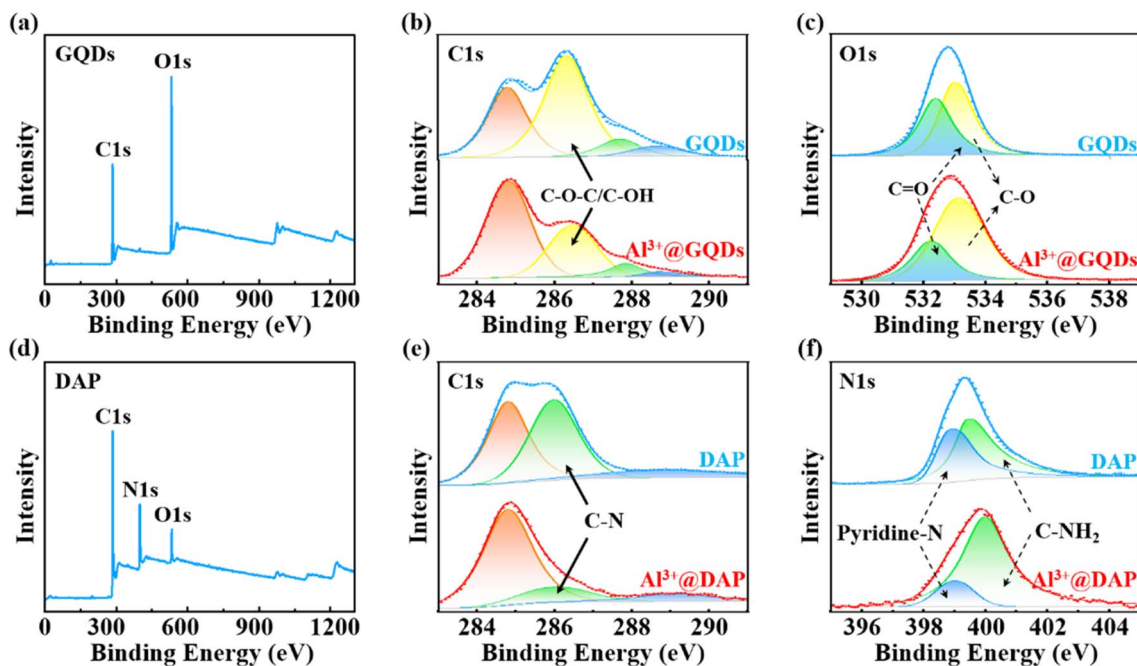 (a)
GQDs
O1s
C1s
Intensity
0 300 600 900 1200
Binding Energy (eV)
(b)
C1s
GQDs
C-O-C/C-OH
Al³⁺@GQDs
Intensity
284 286 288 290
Binding Energy (eV)
(c)
O1s
GQDs
C=O
C-O
Al³⁺@GQDs
Intensity
530 532 534 536 538
Binding Energy (eV)
(d)
DAP
C1s
N1s
O1s
Intensity
0 300 600 900 1200
Binding Energy (eV)
(e)
C1s
DAP
C-N
Al³⁺@DAP
Intensity
284 286 288 290
Binding Energy (eV)
(f)
N1s
DAP
Pyridine-N
C-NH₂
Al³⁺@DAP
Intensity
396 398 400 402 404
Binding Energy (eV)